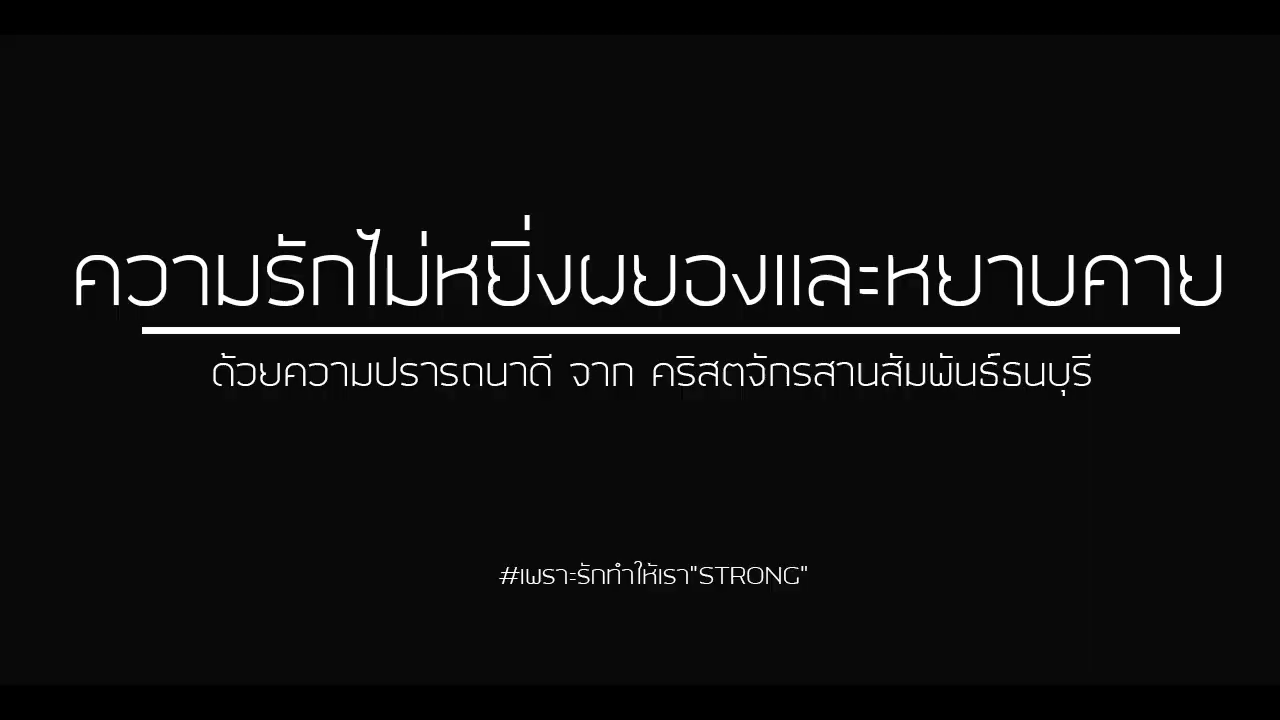 ความรักไม่หยิ่งผยองและหยาบคาย
ด้วยความปรารถนาดี จาก คริสตจักรสานสัมพันธ์ธนบุรี
#เพราะรักทำให้เรา"STRONG"